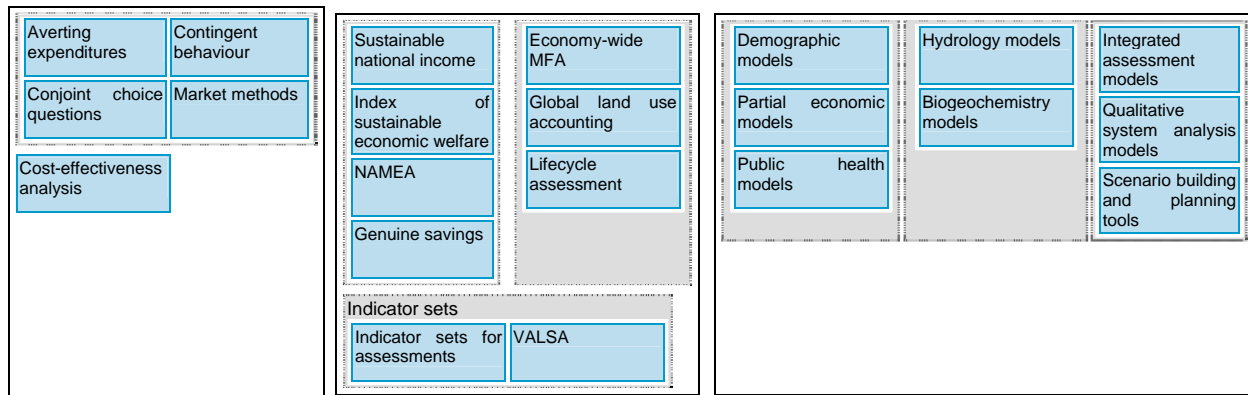 Averting
expenditures
Contingent
behaviour
Conjoint choice
questions
Market methods
Cost-effectiveness
analysis
Sustainable
national income
Index of
sustainable
economic welfare
NAMEA
Genuine savings
Economy-wide
MFA
Global land use
accounting
Lifecycle
assessment
Indicator sets
Indicator sets for
assessments
VALSA
Demographic
models
Partial economic
models
Public health
models
Hydrology models
Biogeochemistry
models
Integrated
assessment
models
Qualitative
system analysis
models
Scenario building
and planning
tools